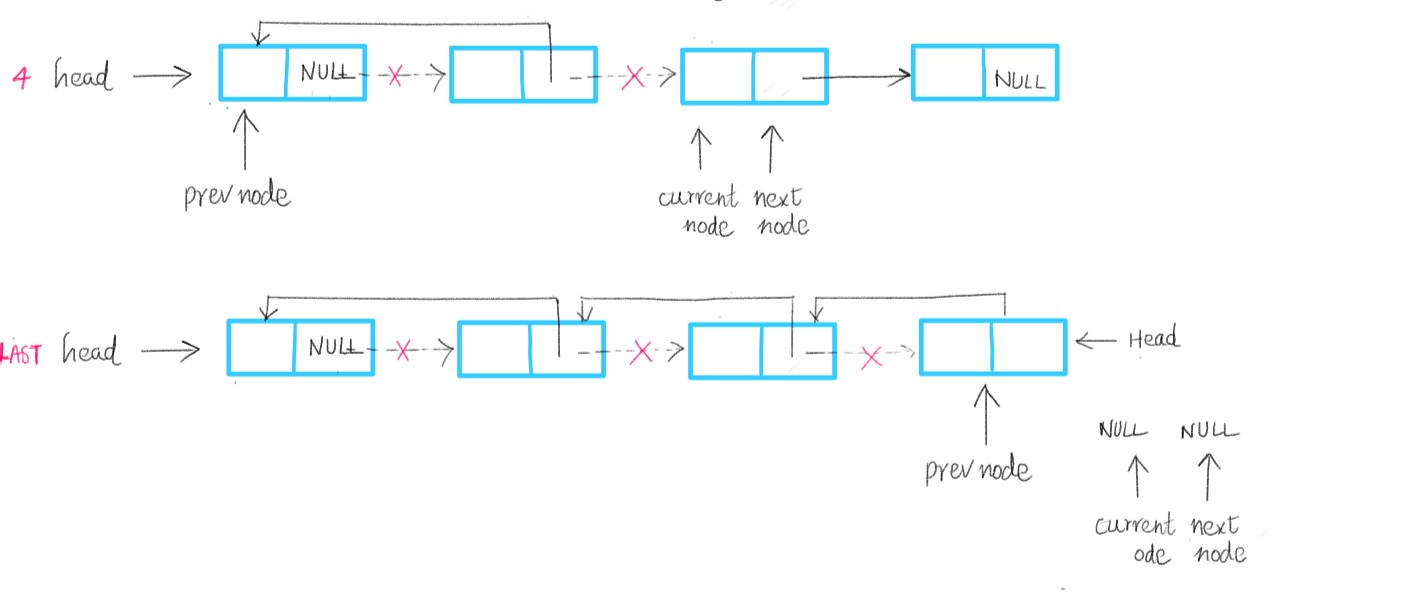 4 head
NULL
NULL
prev node
current next
node node
LAST head
NULL
Head
NULL NULL
prev node
current next
ode node